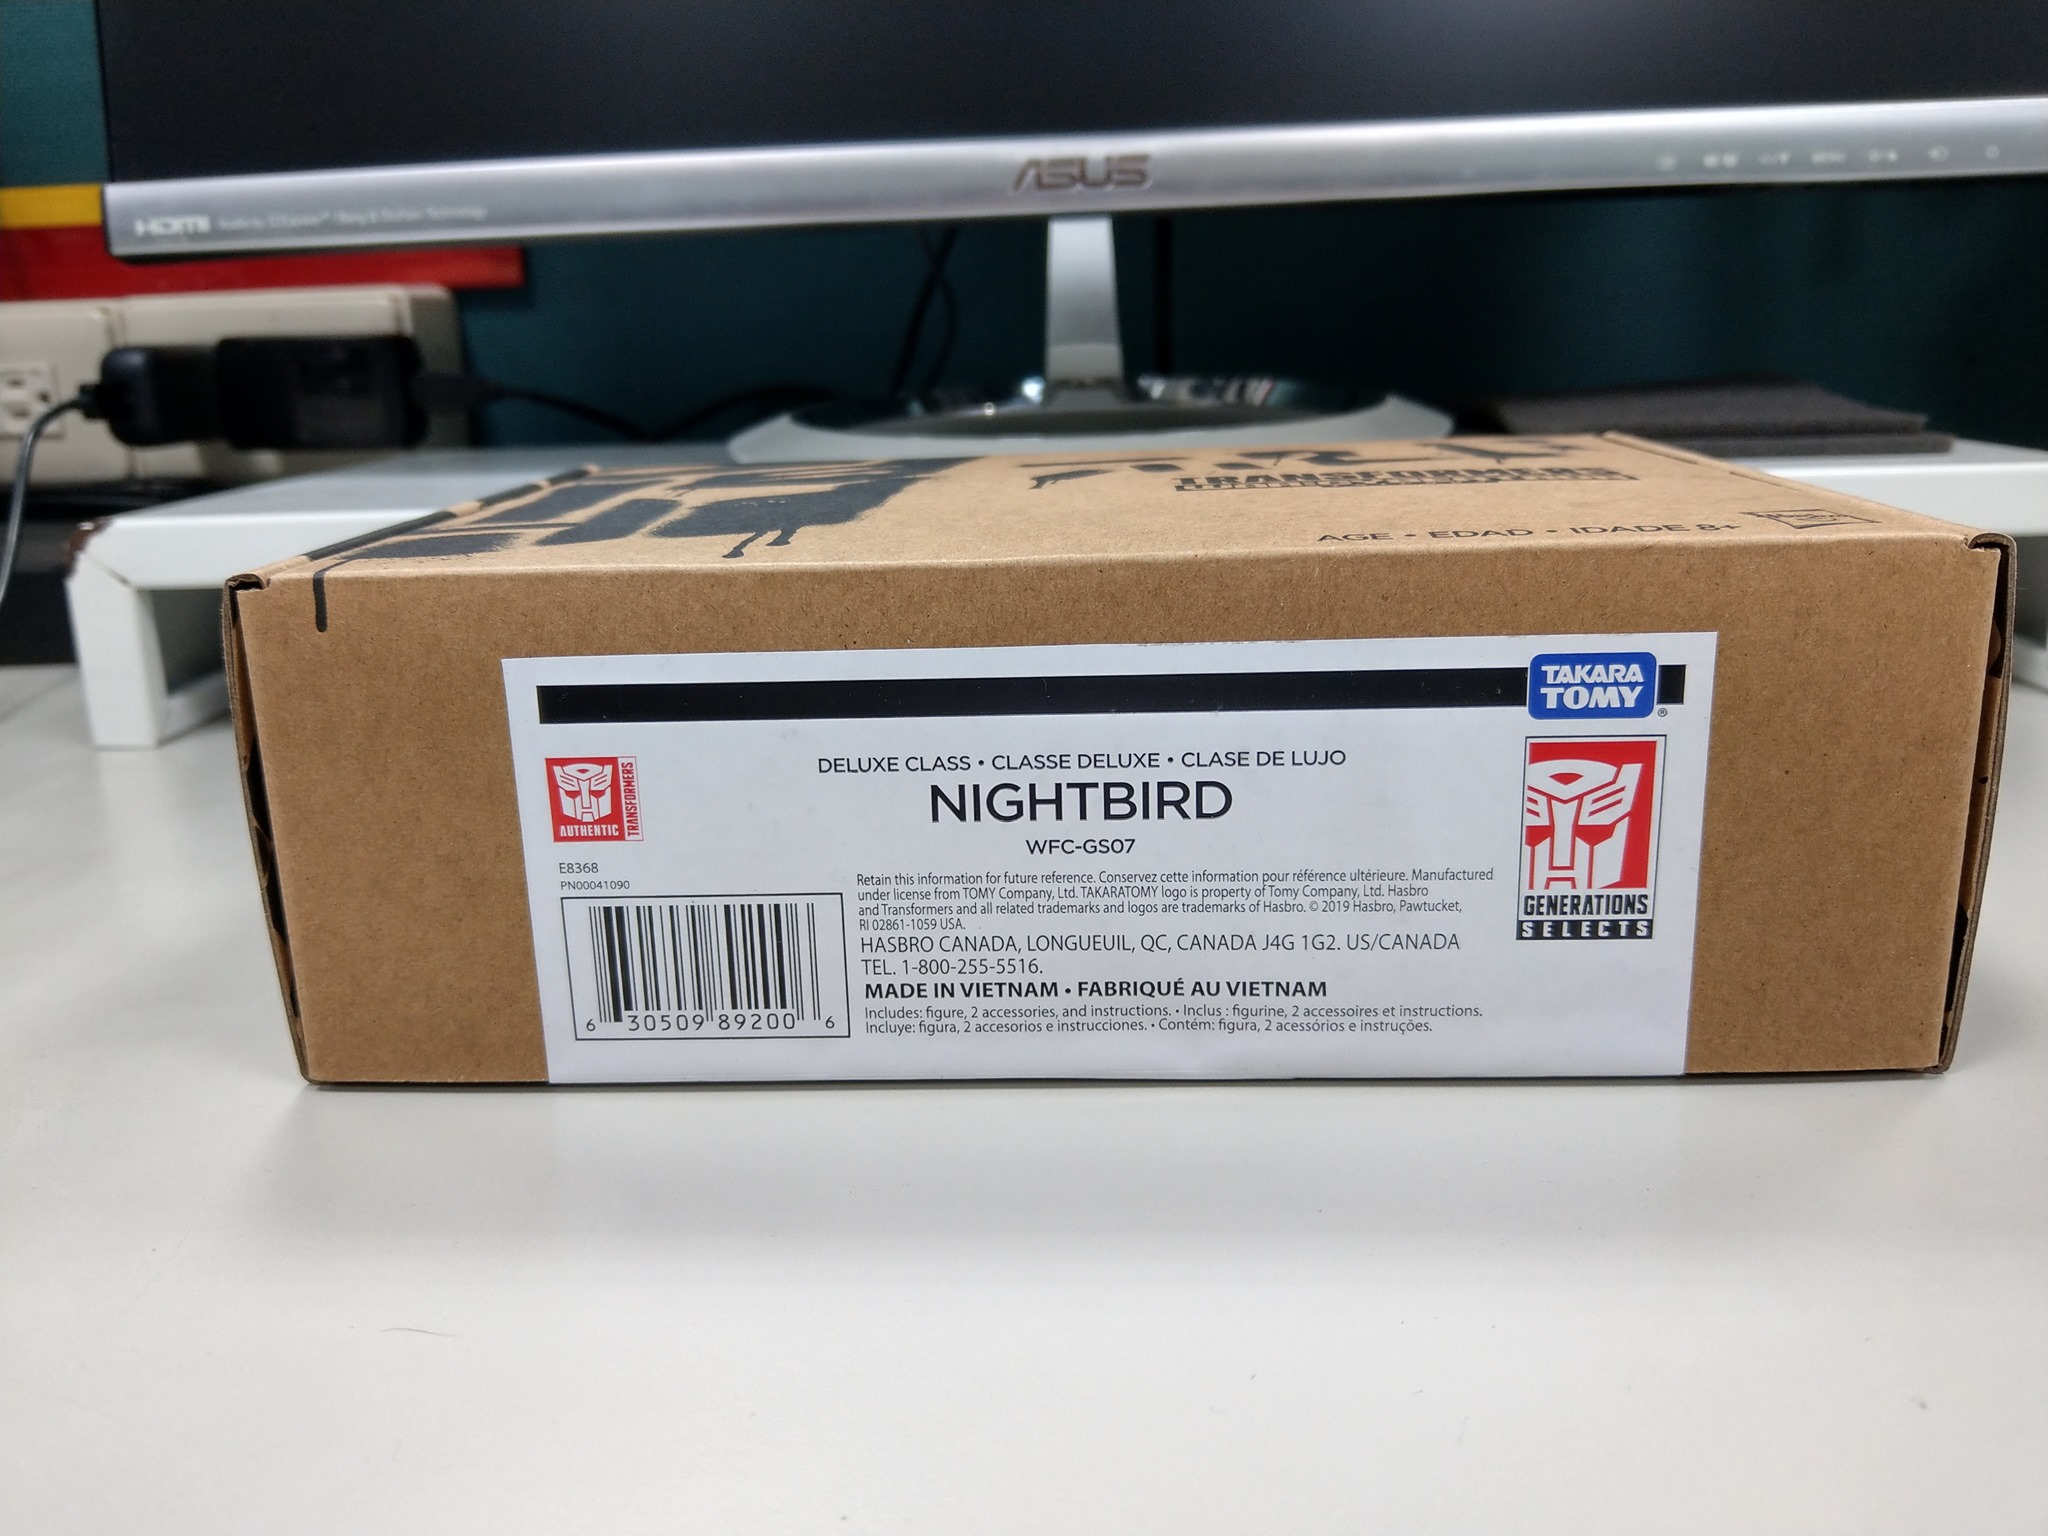 ASUS
HDMI
TRANSFORMERS
AGE • EDAD • IDADE 8+
Hasbro
TAKARA
TOMY
®
DELUXE CLASS • CLASSE DELUXE • CLASE DE LUJO
NIGHTBIRD
WFC-GS07
AUTHENTIC
TRANSFORMERS
E8368
PN00041090
6 30509 89200 6
Retain this information for future reference. Conservez cette information pour référence ultérieure. Manufactured
under license from TOMY Company, Ltd. TAKARATOMY logo is property of Tomy Company, Ltd. Hasbro
and Transformers and all related trademarks and logos are trademarks of Hasbro. © 2019 Hasbro, Pawtucket,
RI 02861-1059 USA.
HASBRO CANADA, LONGUEUIL, QC, CANADA J4G 1G2. US/CANADA
TEL. 1-800-255-5516.
MADE IN VIETNAM • FABRIQUÉ AU VIETNAM
Includes: figure, 2 accessories, and instructions. • Inclus : figurine, 2 accessoires et instructions.
Incluye: figura, 2 accesorios e instrucciones. • Contém: figura, 2 acessórios e instruções.
GENERATIONS
SELECTS